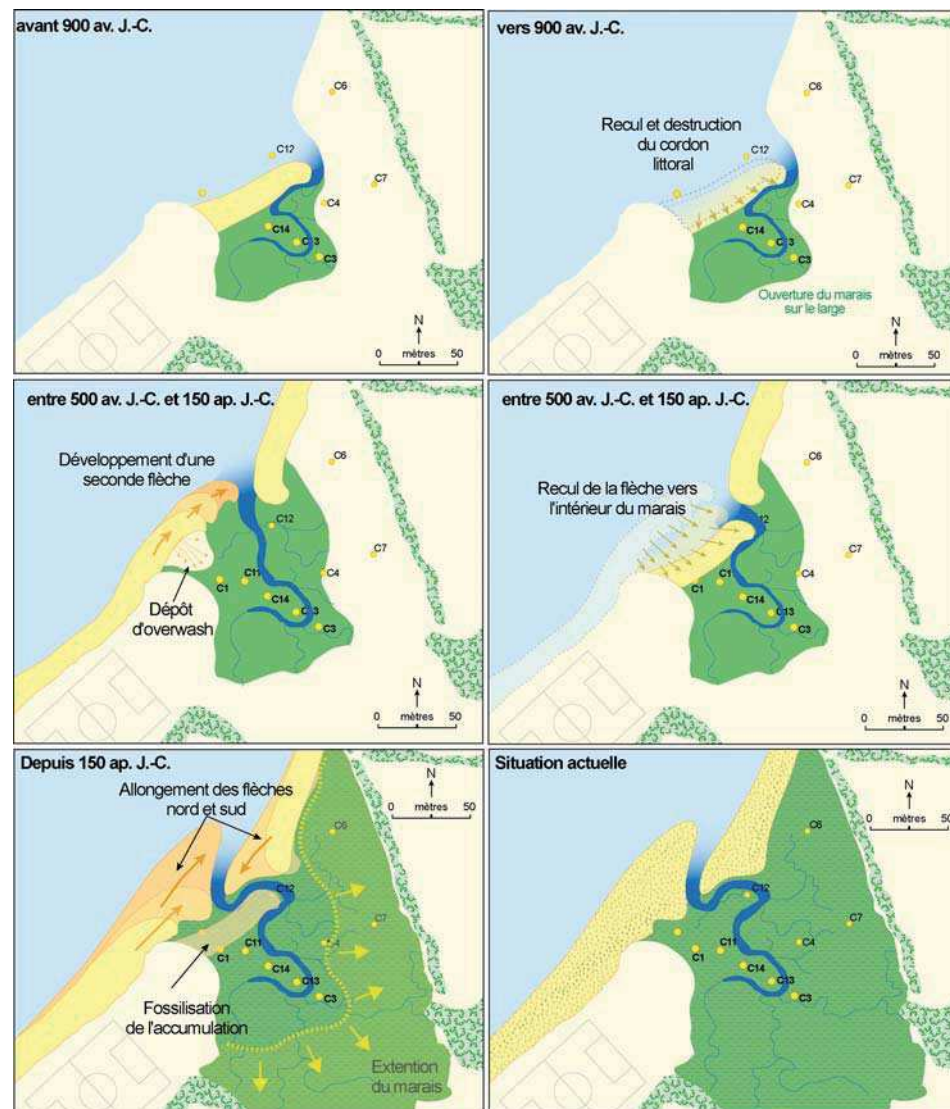 avant 900 av. J.-C.
C6
C12
C7
C4
C14
C13
C3
N
mètres
0 50
vers 900 av. J.-C.
C6
Recul et destruction
du cordon
littoral
C12
C7
C4
C14
C13
C3
Ouverture du marais
sur le large
N
mètres
0 50
entre 500 av. J.-C. et 150 ap. J.-C.
Développement d'une
seconde flèche
C6
C12
C7
C4
C1
C11
C14
C13
C3
Dépôt
d'overwash
N
0 mètres 50
entre 500 av. J.-C. et 150 ap. J.-C.
C6
Recul de la flèche vers
l'intérieur du marais
C7
C4
C14
C13
C3
N
0 mètres 50
Depuis 150 ap. J.-C.
Allongement des flèches
nord et sud
N
mètres
0 50
C6
C12
C7
C4
C1
C11
C14
C13
C3
Fossilisation
de l'accumulation
Extention
du marais
Situation actuelle
N
mètres
0 50
C6
C12
C7
C4
C1
C11
C14
C13
C3